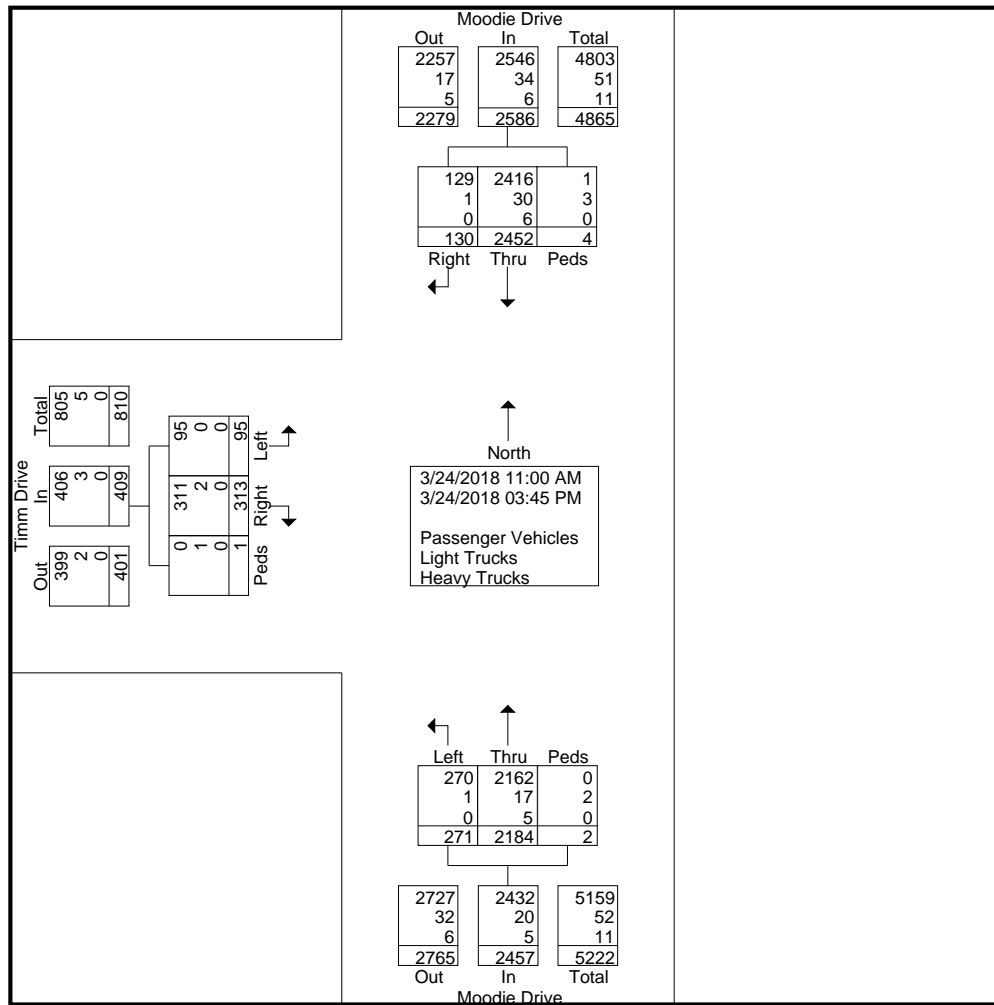 Moodie Drive
Out In Total
2257 2546 4803
17 34 51
5 6 11
2279 2586 4865
129 2416 1
1 30 3
0 6 0
130 2452 4
Right Thru Peds
Timm Drive
Total In Out
805 5 0 810
406 3 0 409
399 2 0 401
95 0 0 95 Left
311 2 0 313 Right
0 1 0 1 Peds
North
3/24/2018 11:00 AM
3/24/2018 03:45 PM
Passenger Vehicles
Light Trucks
Heavy Trucks
Left Thru Peds
270 2162 0
1 17 2
0 5 0
271 2184 2
2727 2432 5159
32 20 52
6 5 11
2765 2457 5222
Out In Total
Moodie Drive